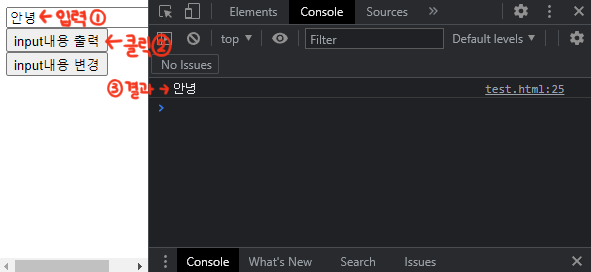 안녕 ← 입력 ①
input내용 출력 ← 클릭②
input내용 변경
Elements Console Sources »
top ▾ Filter Default levels ▾
No Issues
③ 결과 → 안녕 test.html:25
>
Console What's New Search Issues